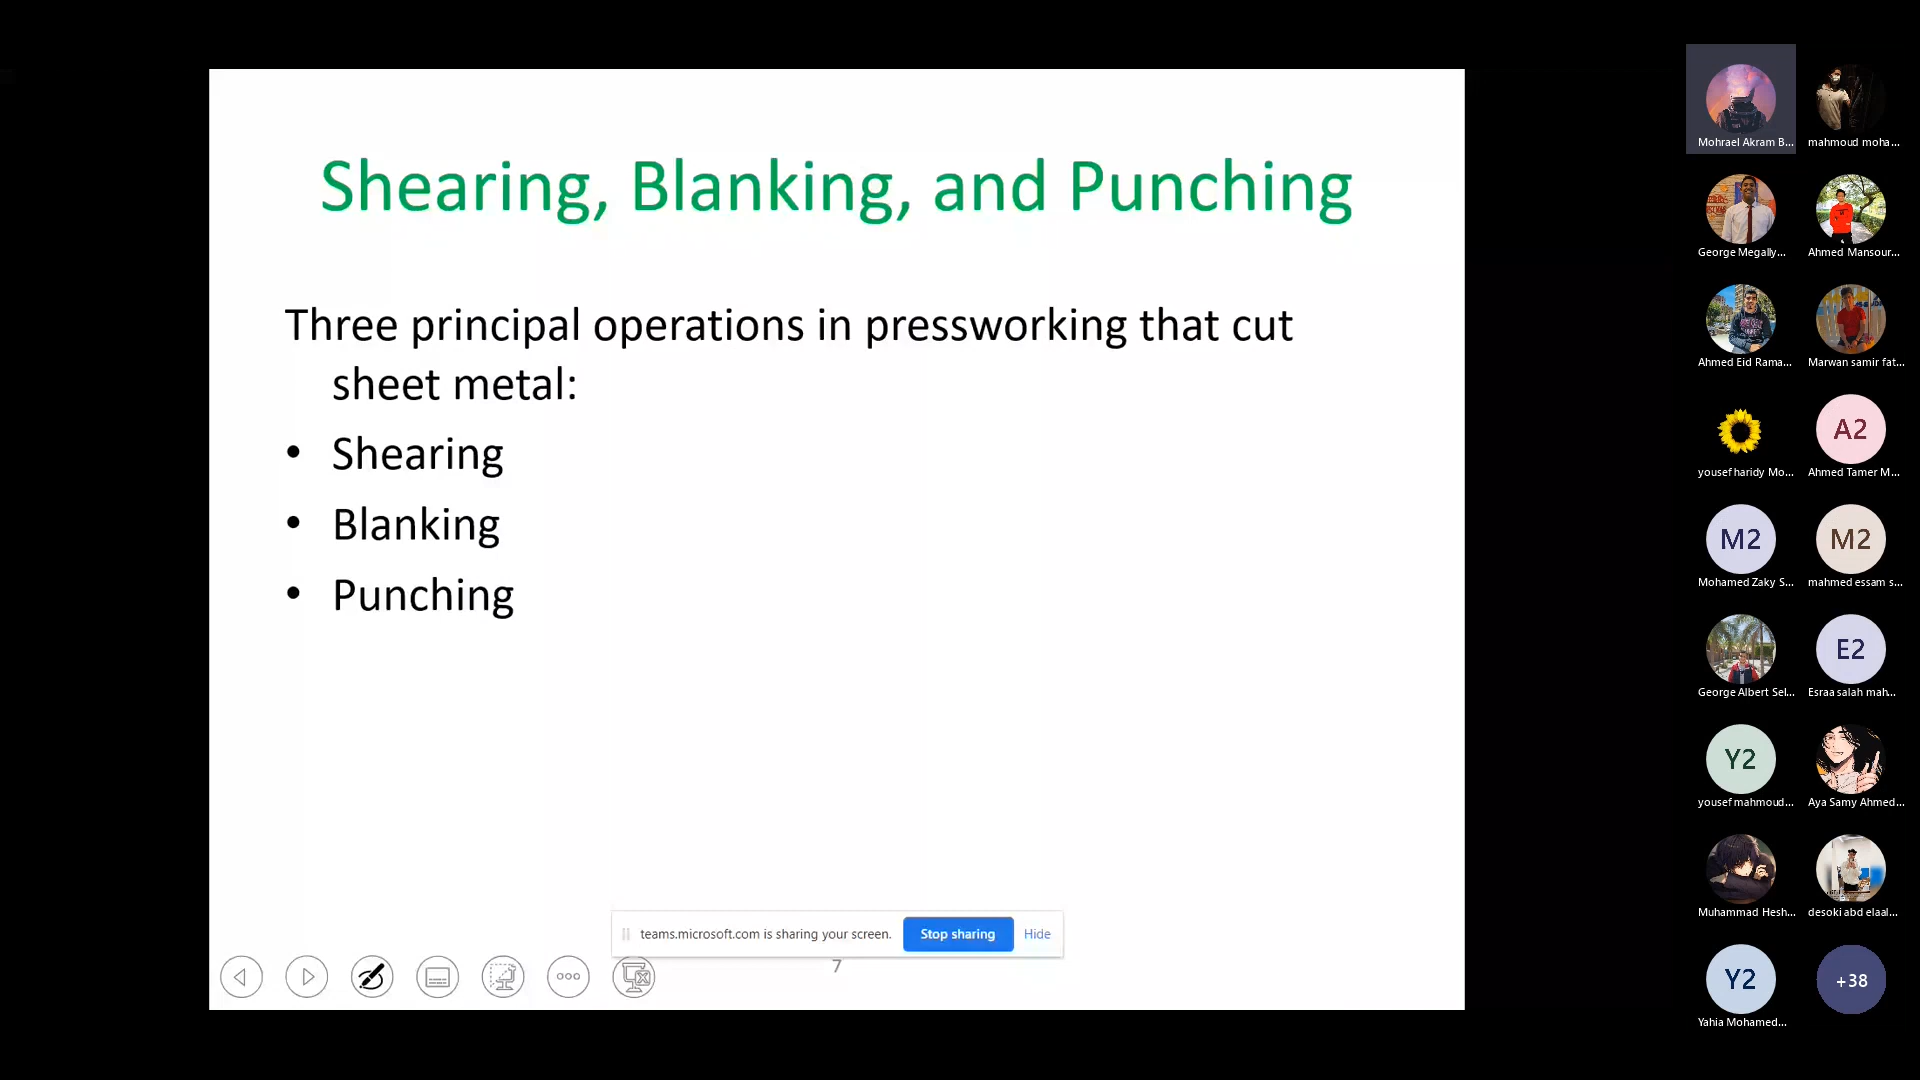 Shearing, Blanking, and Punching
Three principal operations in pressworking that cut
sheet metal:
• Shearing
• Blanking
• Punching
teams.microsoft.com is sharing your screen. Stop sharing Hide
7
Mohrael Akram B... mahmoud moha...
George Megally... Ahmed Mansour...
Ahmed Eid Rama... Marwan samir fat...
A2
yousef haridy Mo... Ahmed Tamer M...
M2 M2
Mohamed Zaky S... mahmed essam s...
E2
George Albert Sel... Esraa salah mah...
Y2
yousef mahmoud... Aya Samy Ahmed...
Muhammad Hesh... desoki abd elaal...
Y2 +38
Yahia Mohamed...